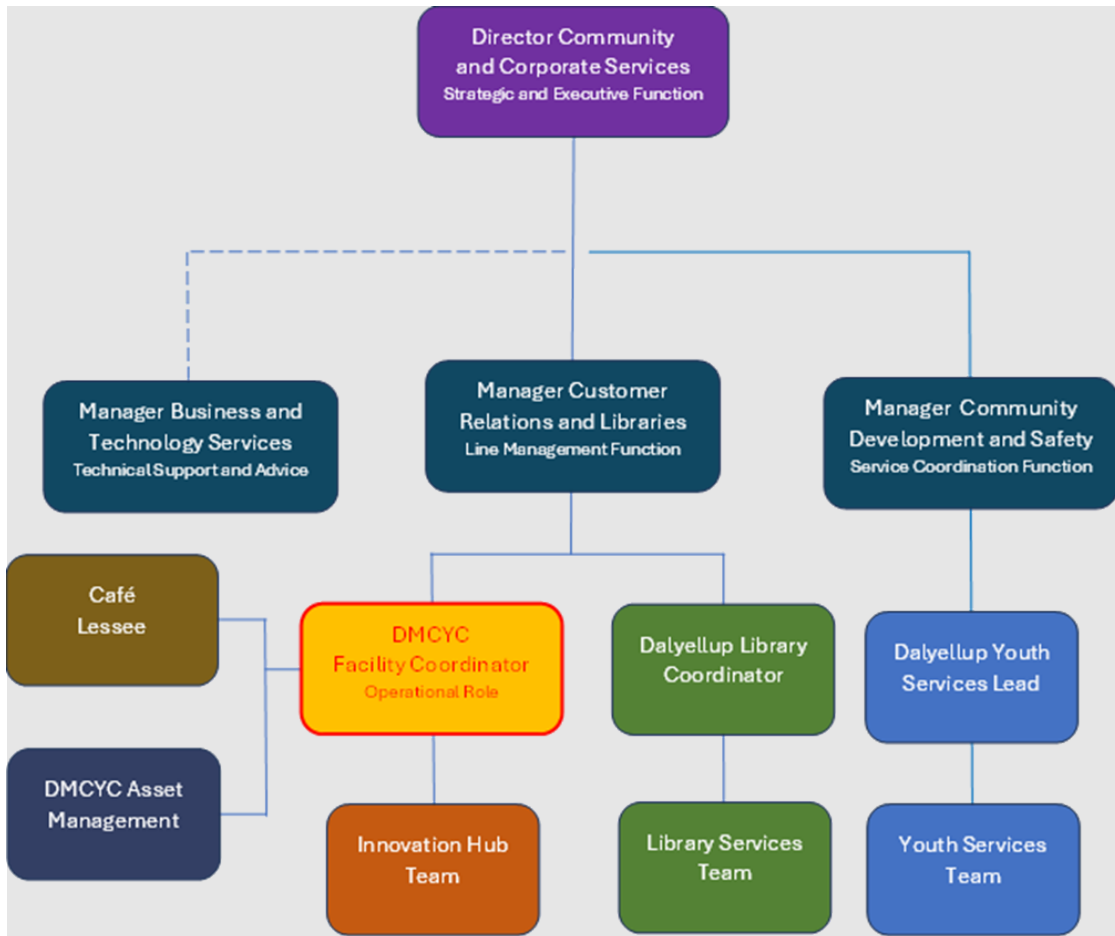 Director Community
and Corporate Services
Strategic and Executive Function
Manager Business and
Technology Services
Technical Support and Advice
Manager Customer
Relations and Libraries
Line Management Function
Manager Community
Development and Safety
Service Coordination Function
Café
Lessee
DMCYC
Facility Coordinator
Operational Role
Dalyellup Library
Coordinator
Dalyellup Youth
Services Lead
DMCYC Asset
Management
Innovation Hub
Team
Library Services
Team
Youth Services
Team